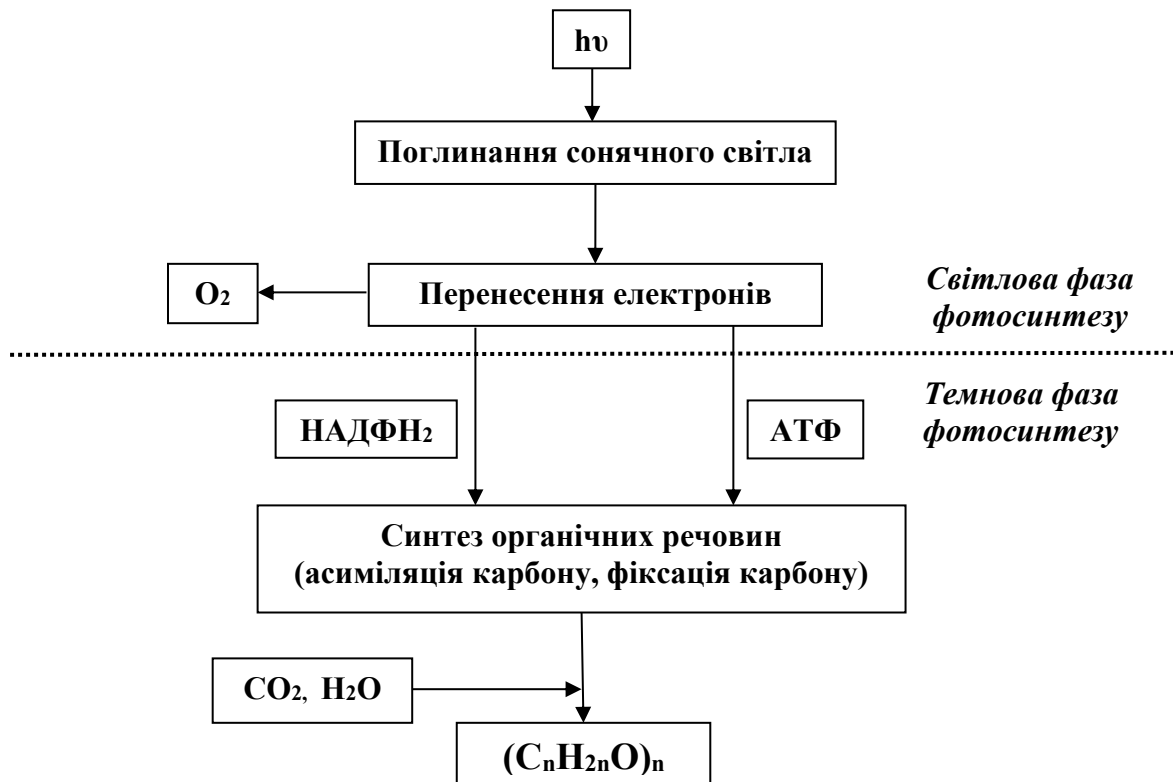 hυ
Поглинання сонячного світла
O₂
Перенесення електронів
Світлова фаза
фотосинтезу
Темнова фаза
фотосинтезу
НАДФН₂
АТФ
Синтез органічних речовин
(асиміляція карбону, фіксація карбону)
CO₂, H₂O
(CₙH₂ₙO)ₙ